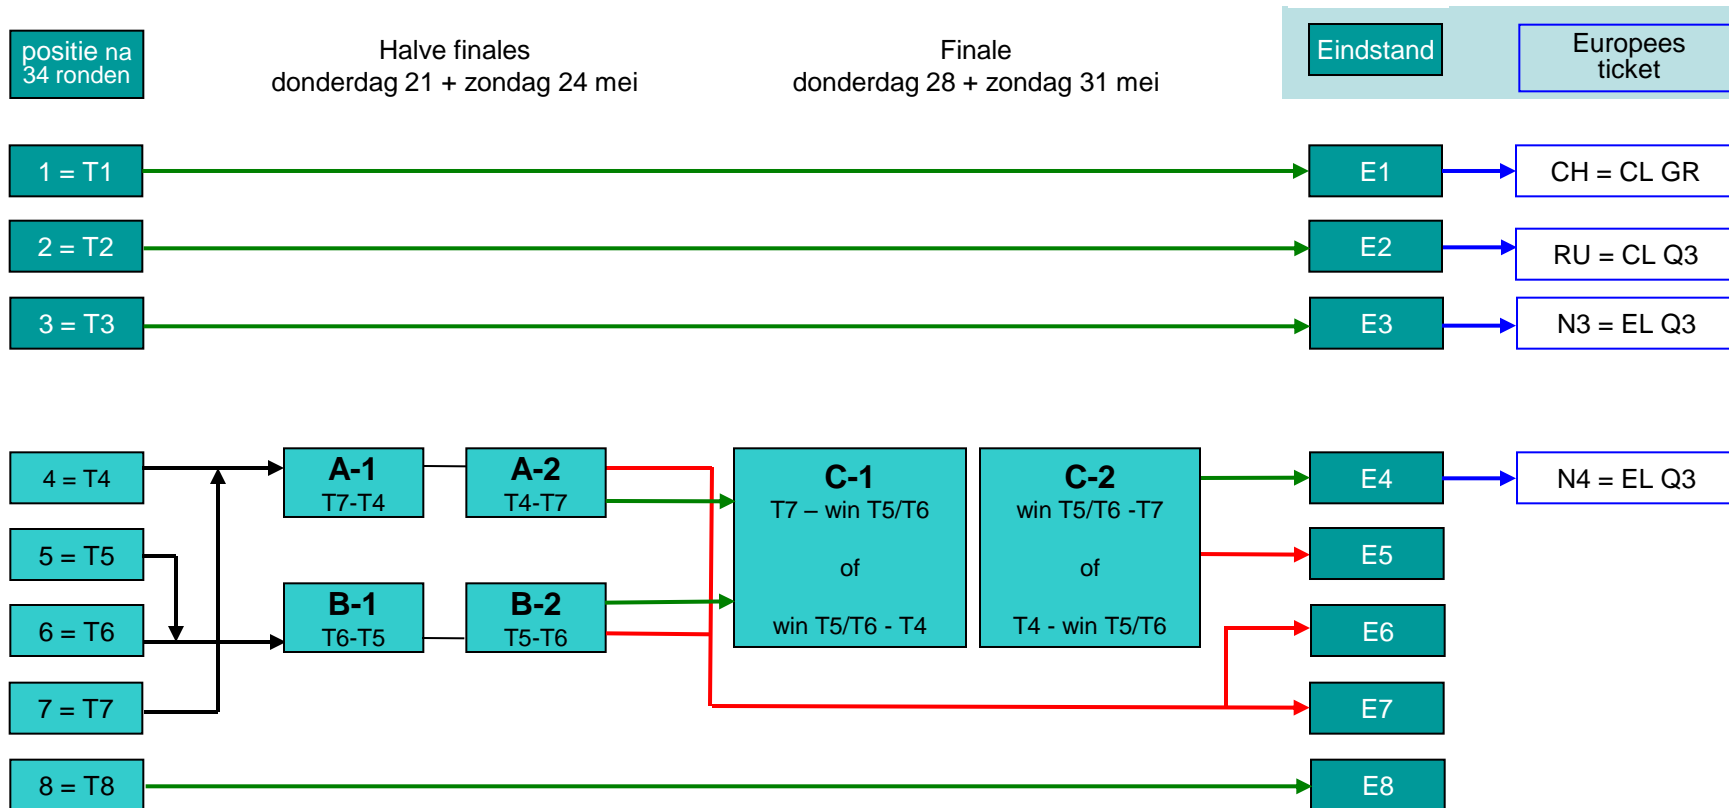 positie na
34 ronden
Halve finales
donderdag 21 + zondag 24 mei
Finale
donderdag 28 + zondag 31 mei
Eindstand
Europees
ticket
1 = T1
E1
CH = CL GR
2 = T2
E2
RU = CL Q3
3 = T3
E3
N3 = EL Q3
4 = T4
A-1
T7-T4
A-2
T4-T7
C-1
T7 – win T5/T6
of
win T5/T6 - T4
C-2
win T5/T6 -T7
of
T4 - win T5/T6
E4
N4 = EL Q3
5 = T5
E5
6 = T6
B-1
T6-T5
B-2
T5-T6
E6
7 = T7
E7
8 = T8
E8